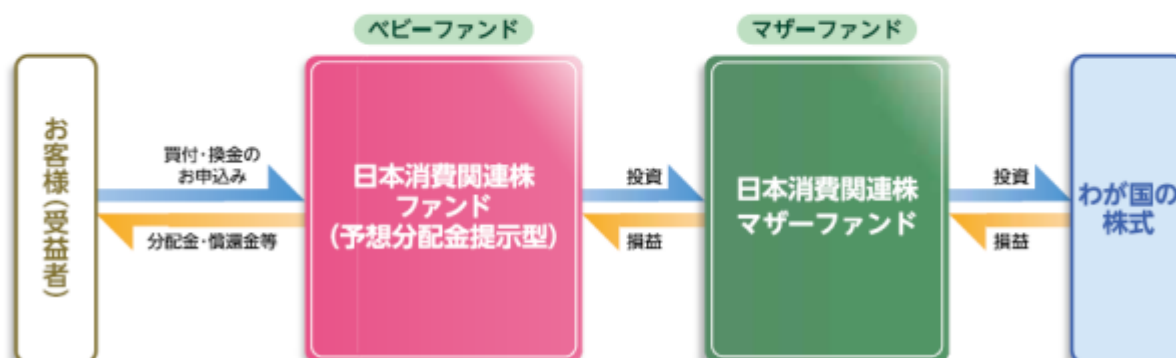 ベビーファンド
マザーファンド
お客様(受益者)
買付・換金の
お申込み
分配金・償還金等
日本消費関連株
ファンド
(予想分配金提示型)
投資
損益
日本消費関連株
マザーファンド
投資
損益
わが国の
株式